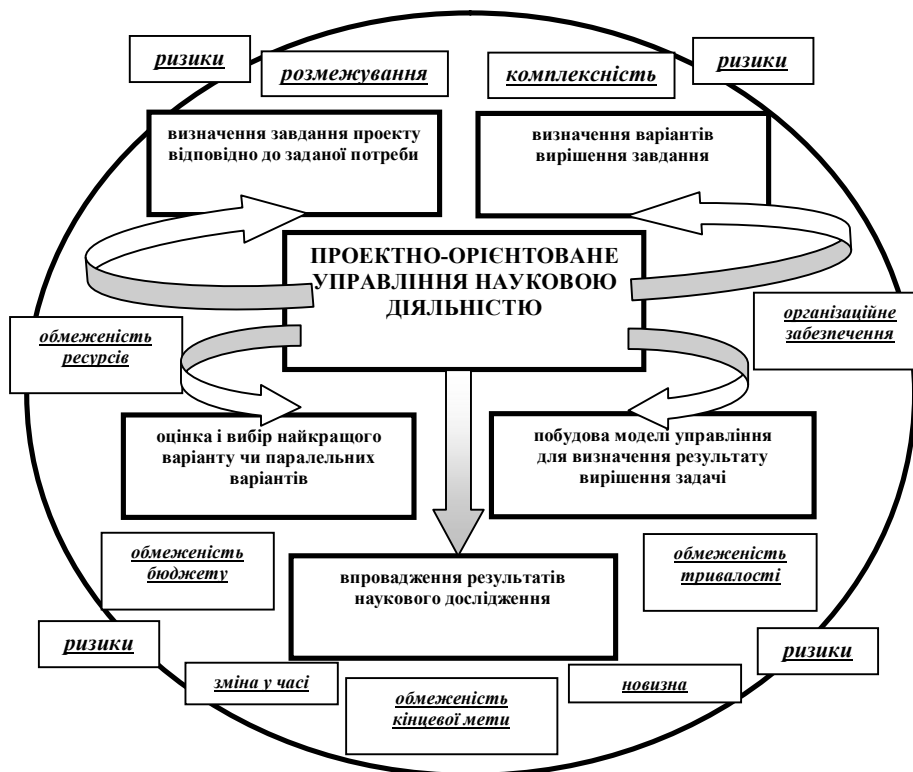 ризики
розмежування
комплексність
ризики
визначення завдання проекту
відповідно до заданої потреби
визначення варіантів
вирішення завдання
ПРОЕКТНО-ОРІЄНТОВАНЕ
УПРАВЛІННЯ НАУКОВОЮ
ДІЯЛЬНІСТЮ
обмеженість
ресурсів
організаційне
забезпечення
оцінка і вибір найкращого
варіанту чи паралельних
варіантів
побудова моделі управління
для визначення результату
вирішення задачі
обмеженість
бюджету
обмеженість
тривалості
впровадження результатів
наукового дослідження
ризики
ризики
зміна у часі
обмеженість
кінцевої мети
новизна